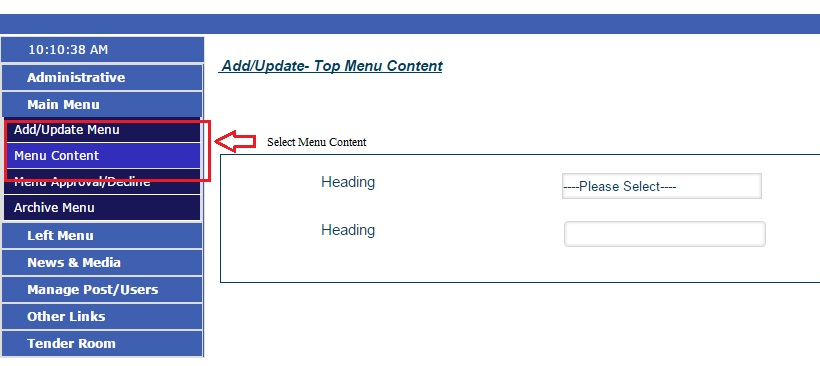 10:10:38 AM
Administrative
Main Menu
Add/Update Menu
Menu Content
Menu Approval/Decline
Archive Menu
Left Menu
News & Media
Manage Post/Users
Other Links
Tender Room
Add/Update- Top Menu Content
Select Menu Content
Heading
----Please Select----
Heading